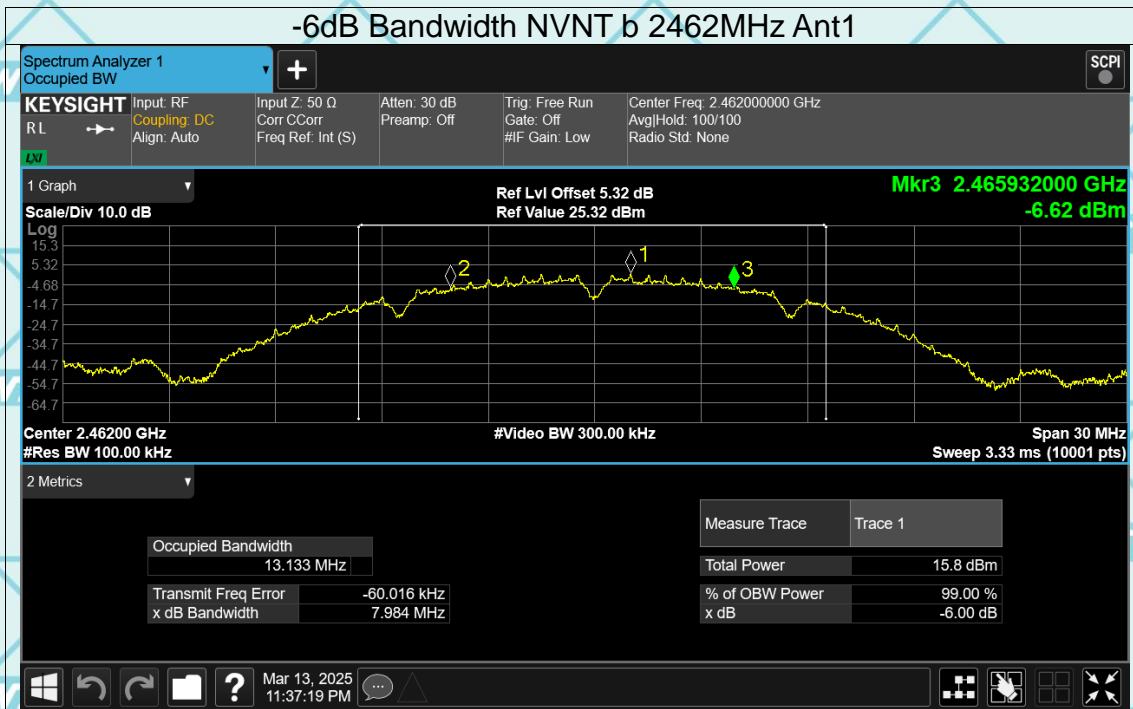 -6dB Bandwidth NVNT b 2462MHz Ant1
Spectrum Analyzer 1
Occupied BW
SCPI
KEYSIGHT
R L
LXI
Input: RF
Coupling: DC
Align: Auto
Input Z: 50 Ω
Corr CCorr
Freq Ref: Int (S)
Atten: 30 dB
Preamp: Off
Trig: Free Run
Gate: Off
#IF Gain: Low
Center Freq: 2.462000000 GHz
Avg|Hold: 100/100
Radio Std: None
1 Graph
Scale/Div 10.0 dB
Ref Lvl Offset 5.32 dB
Ref Value 25.32 dBm
Mkr3 2.465932000 GHz
-6.62 dBm
Log
15.3
5.32
-4.68
-14.7
-24.7
-34.7
-44.7
-54.7
-64.7
2
1
3
Center 2.46200 GHz
#Res BW 100.00 kHz
#Video BW 300.00 kHz
Span 30 MHz
Sweep 3.33 ms (10001 pts)
2 Metrics
Occupied Bandwidth
13.133 MHz
Transmit Freq Error -60.016 kHz
x dB Bandwidth 7.984 MHz
Measure Trace Trace 1
Total Power 15.8 dBm
% of OBW Power 99.00 %
x dB -6.00 dB
Mar 13, 2025
11:37:19 PM